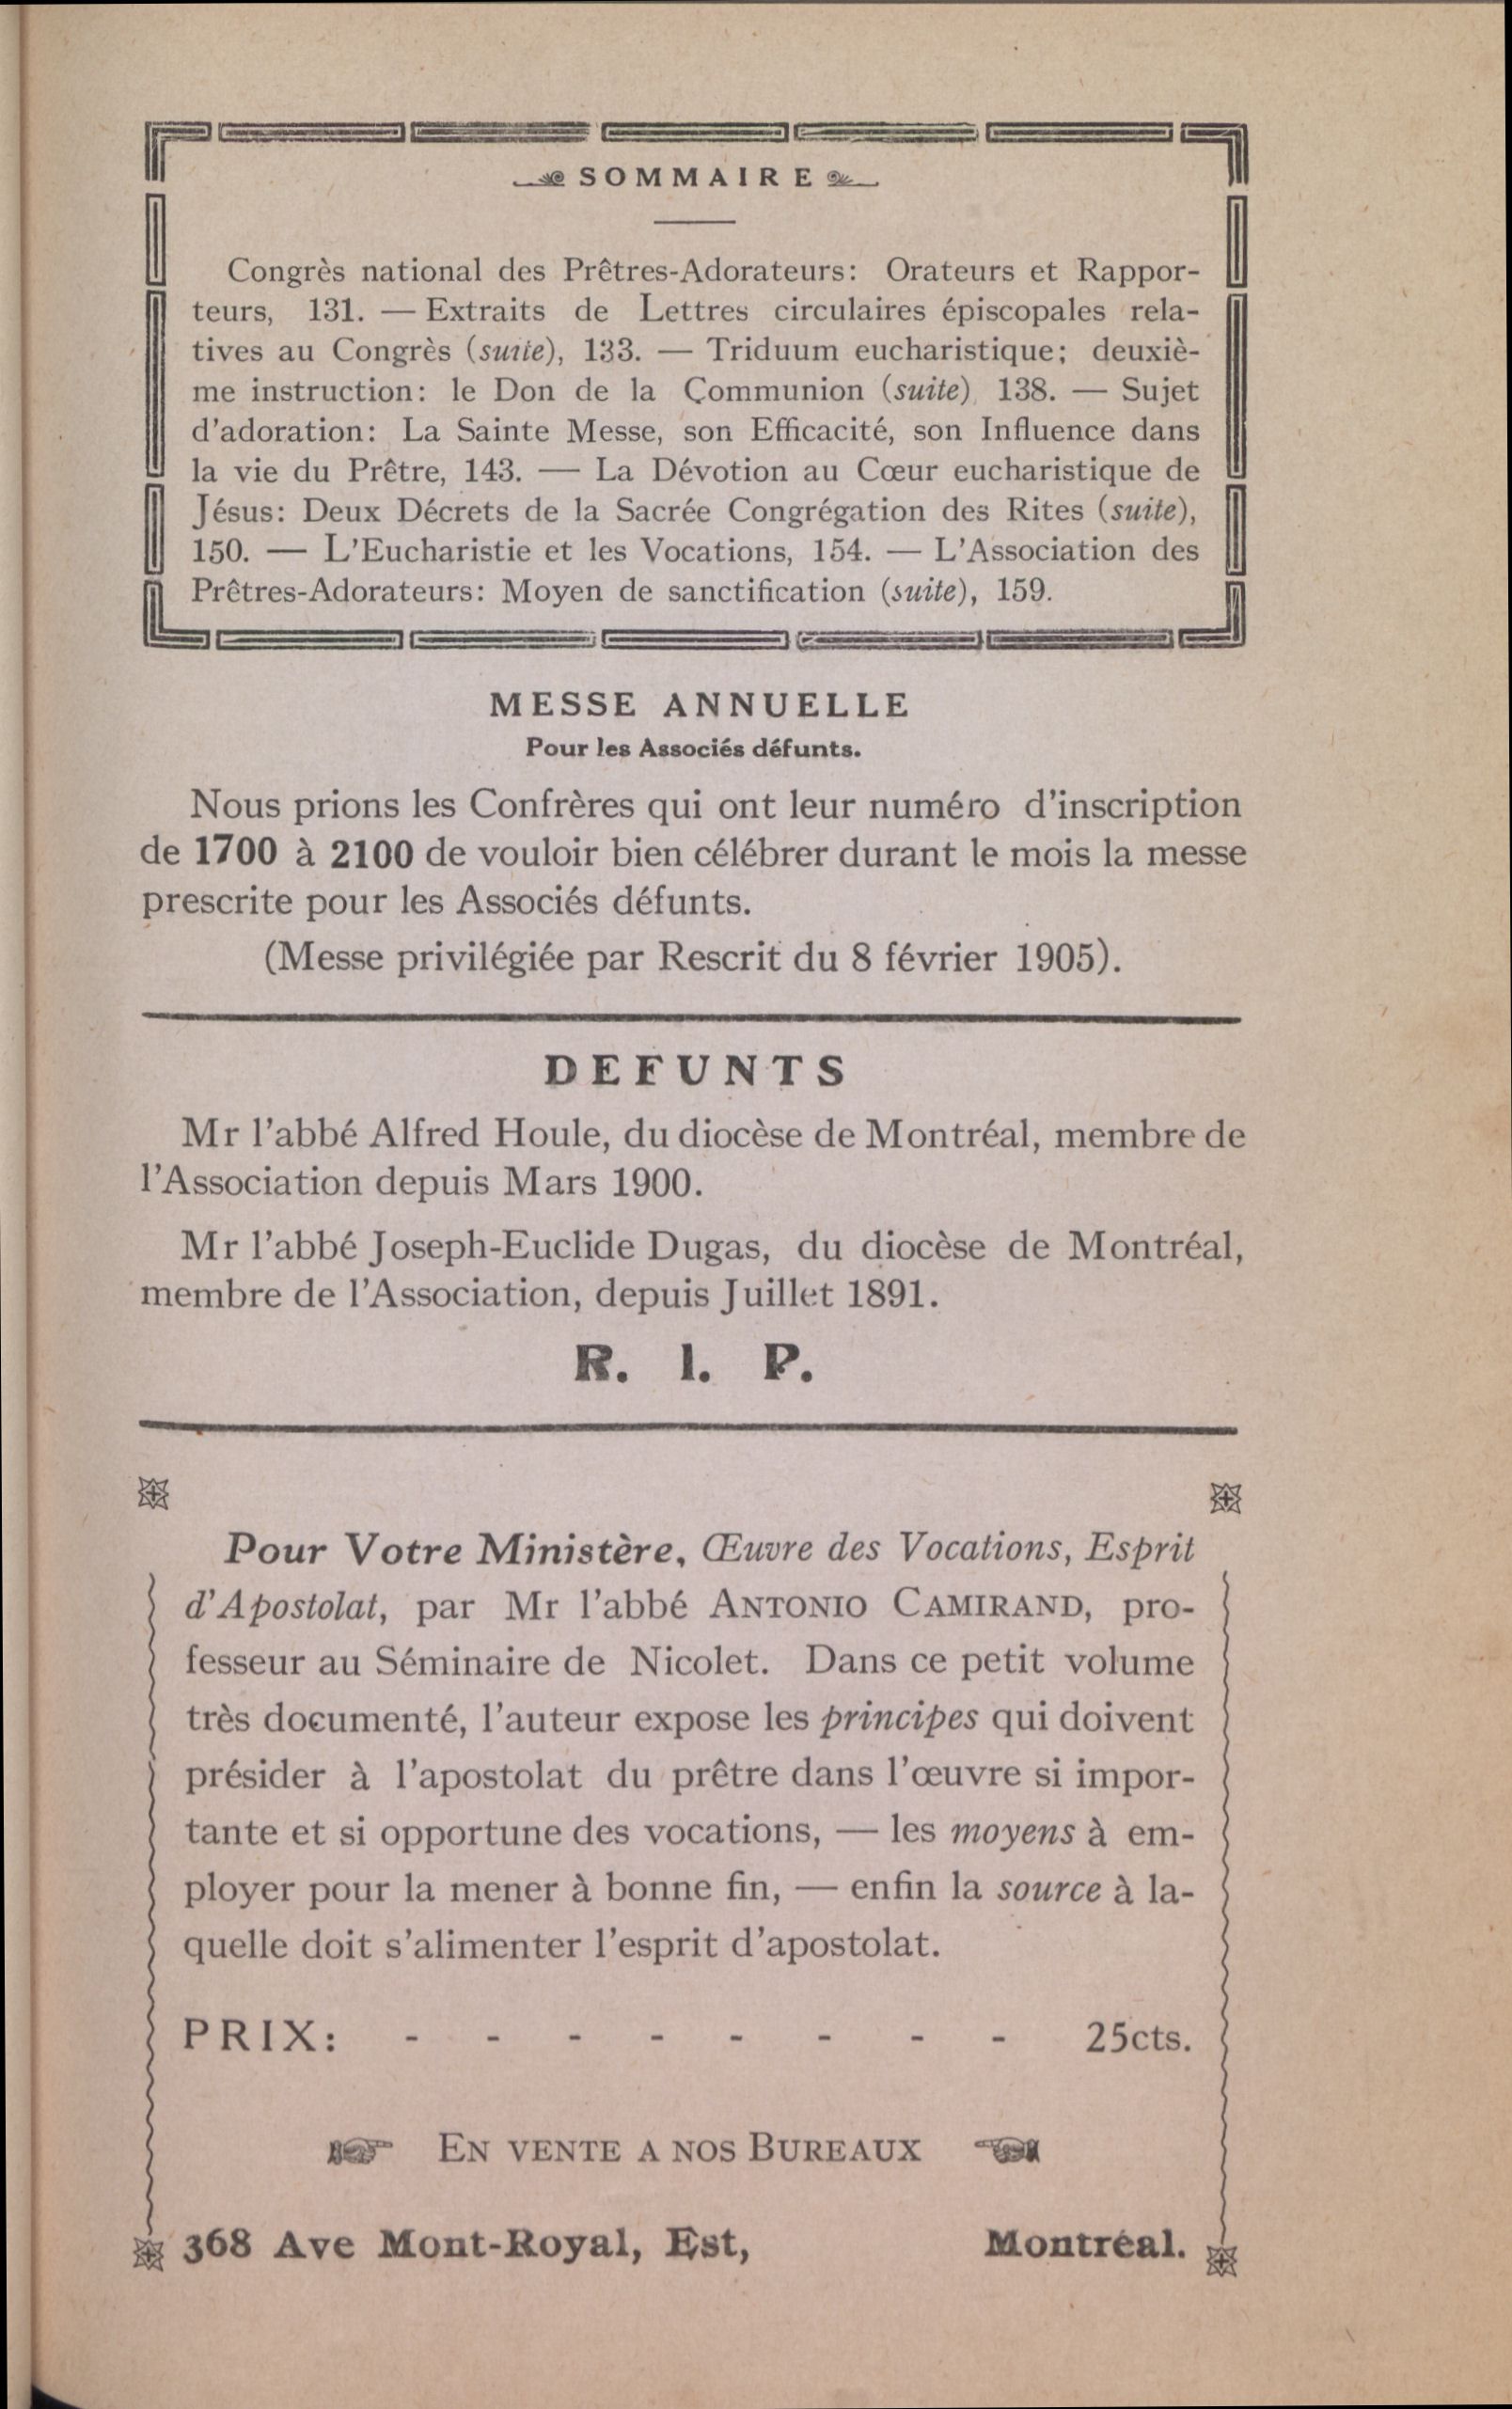 SOMMAIRE
Congrès national des Prêtres-Adorateurs: Orateurs et Rappor-
teurs, 131. — Extraits de Lettres circulaires épiscopales rela-
tives au Congrès (suite), 133. — Triduum eucharistique; deuxiè-
me instruction: le Don de la Communion (suite) 138. — Sujet
d'adoration: La Sainte Messe, son Efficacité, son Influence dans
la vie du Prêtre, 143. — La Dévotion au Cœur eucharistique de
Jésus: Deux Décrets de la Sacrée Congrégation des Rites (suite),
150. — L'Eucharistie et les Vocations, 154. — L'Association des
Prêtres-Adorateurs: Moyen de sanctification (suite), 159.
MESSE ANNUELLE
Pour les Associés défunts.
Nous prions les Confrères qui ont leur numéro d'inscription
de 1700 à 2100 de vouloir bien célébrer durant le mois la messe
prescrite pour les Associés défunts.
(Messe privilégiée par Rescrit du 8 février 1905).
DEFUNTS
Mr l'abbé Alfred Houle, du diocèse de Montréal, membre de
l'Association depuis Mars 1900.
Mr l'abbé Joseph-Euclide Dugas, du diocèse de Montréal,
membre de l'Association, depuis Juillet 1891.
R. I. P.
Pour Votre Ministère, Œuvre des Vocations, Esprit
d'Apostolat, par Mr l'abbé ANTONIO CAMIRAND, pro-
fesseur au Séminaire de Nicolet. Dans ce petit volume
très documenté, l'auteur expose les principes qui doivent
présider à l'apostolat du prêtre dans l'œuvre si impor-
tante et si opportune des vocations, — les moyens à em-
ployer pour la mener à bonne fin, — enfin la source à la-
quelle doit s'alimenter l'esprit d'apostolat.
PRIX: - - - - - - - - 25cts.
EN VENTE A NOS BUREAUX
368 Ave Mont-Royal, Est, Montréal.